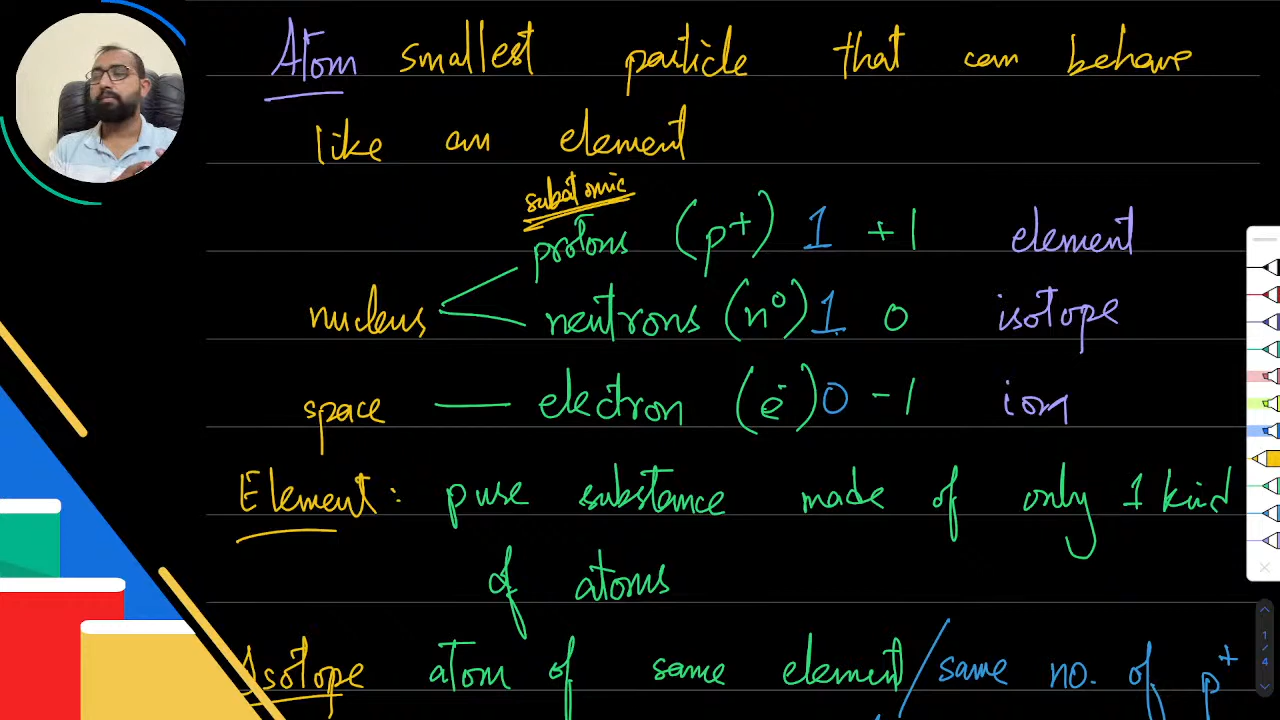 Atom smallest particle that can behave
like an element
subatomic
protons (p+) 1 +1 element
nucleus
neutrons (n⁰) 1 0 isotope
space — electron (e⁻) 0 -1 ion
Element: pure substance made of only 1 kind
of atoms
Isotope atom of same element / same no. of p⁺
1
/
4